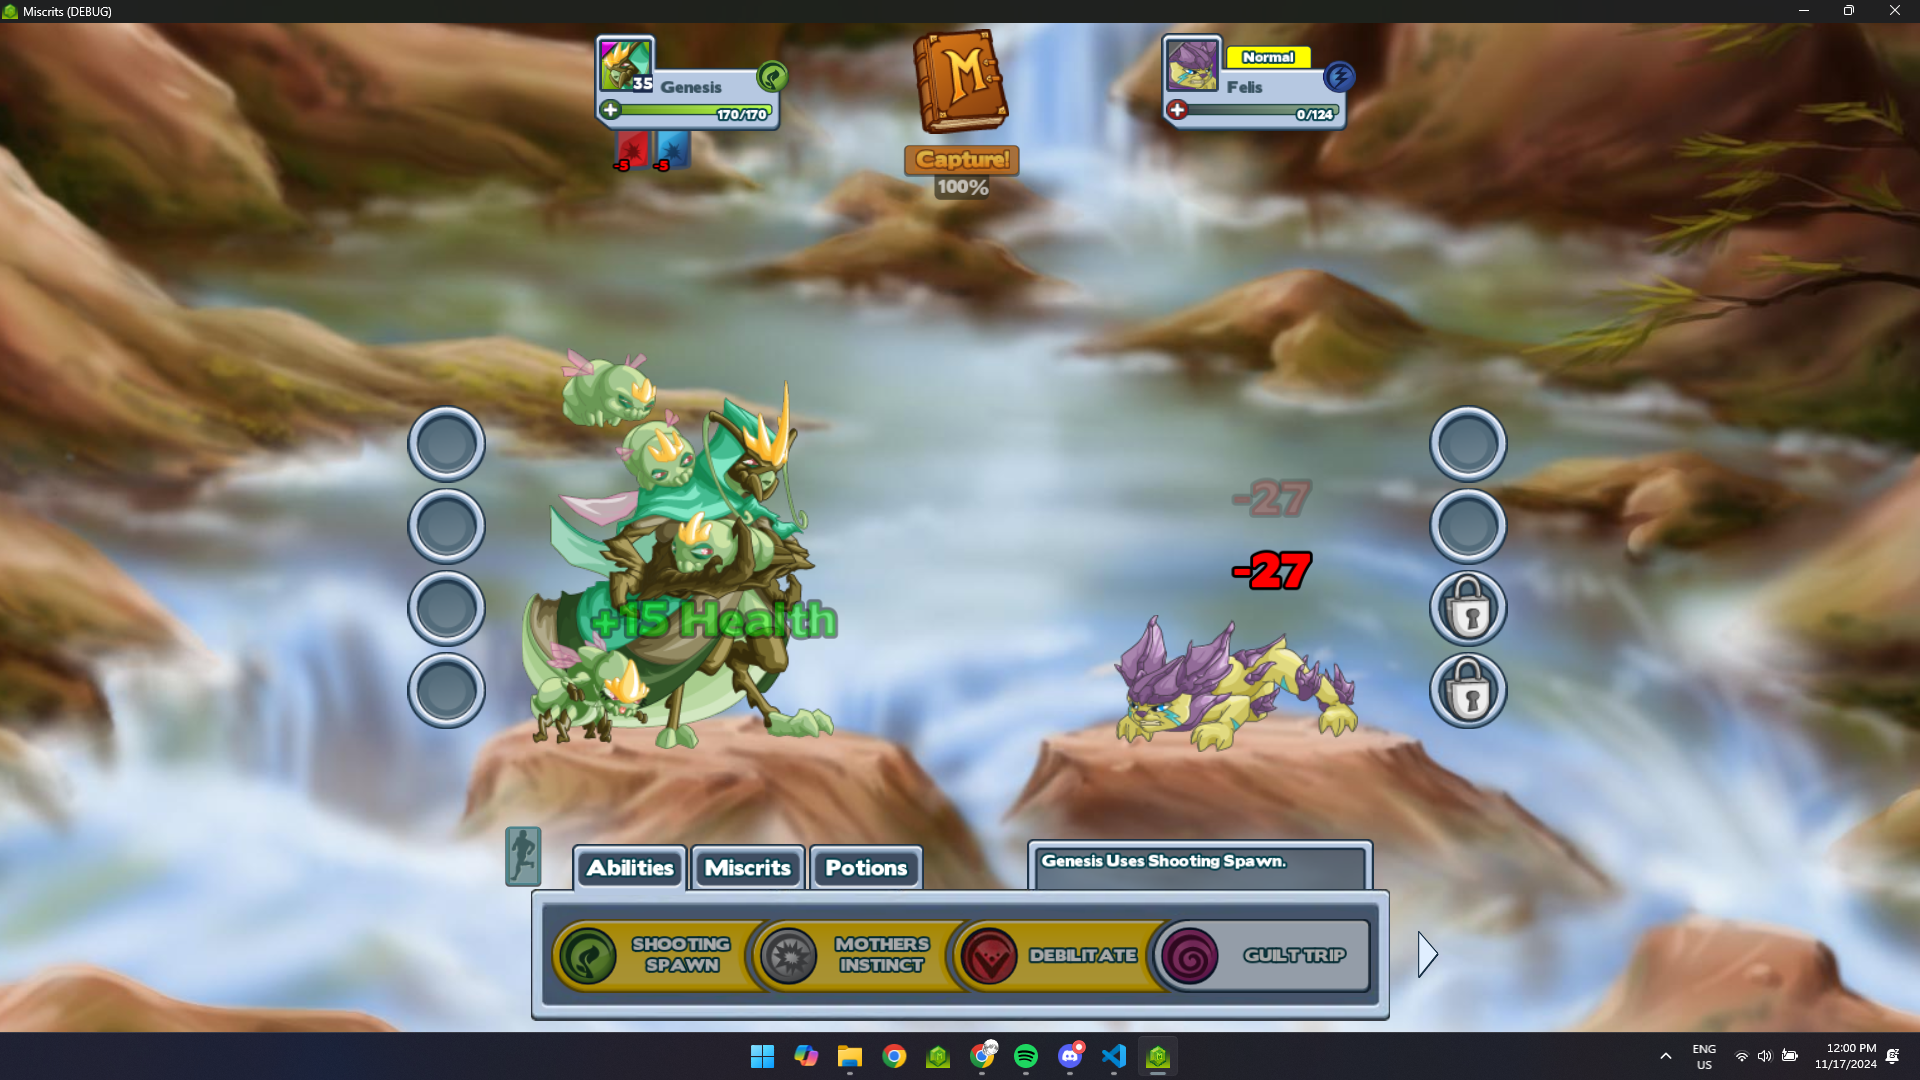 Miscrits (DEBUG)
35
Genesis
170/170
-5
-5
M
Capture!
100%
Normal
Felis
0/124
-27
-27
+15 Health
Abilities
Miscrits
Potions
Genesis Uses Shooting Spawn.
SHOOTING
SPAWN
MOTHERS
INSTINCT
DEBILITATE
GUILT TRIP
ENG
US
12:00 PM
11/17/2024